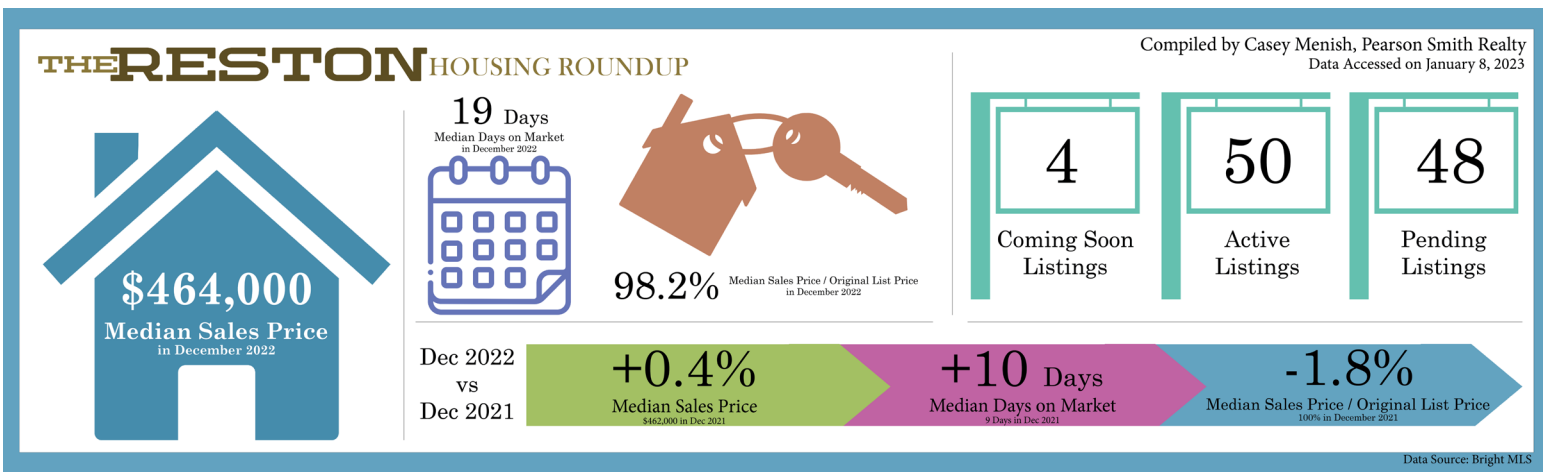 THE RESTON HOUSING ROUNDUP
Compiled by Casey Menish, Pearson Smith Realty
Data Accessed on January 8, 2023
$464,000
Median Sales Price
in December 2022
19 Days
Median Days on Market
in December 2022
98.2%
Median Sales Price / Original List Price
in December 2022
4
Coming Soon
Listings
50
Active
Listings
48
Pending
Listings
Dec 2022
vs
Dec 2021
+0.4%
Median Sales Price
$462,000 in Dec 2021
+10 Days
Median Days on Market
9 Days in Dec 2021
-1.8%
Median Sales Price / Original List Price
100% in December 2021
Data Source: Bright MLS